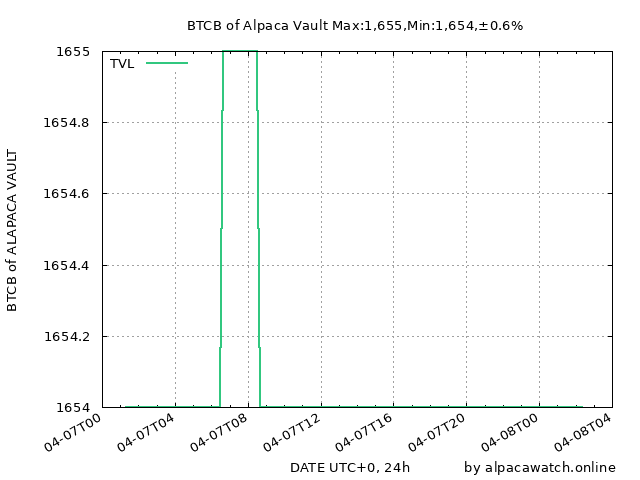 BTCB of Alpaca Vault Max:1,655,Min:1,654,±0.6%
TVL
1655
1654.8
1654.6
1654.4
1654.2
1654
BTCB of ALAPACA VAULT
04-07T00
04-07T04
04-07T08
04-07T12
04-07T16
04-07T20
04-08T00
04-08T04
DATE UTC+0, 24h
by alpacawatch.online